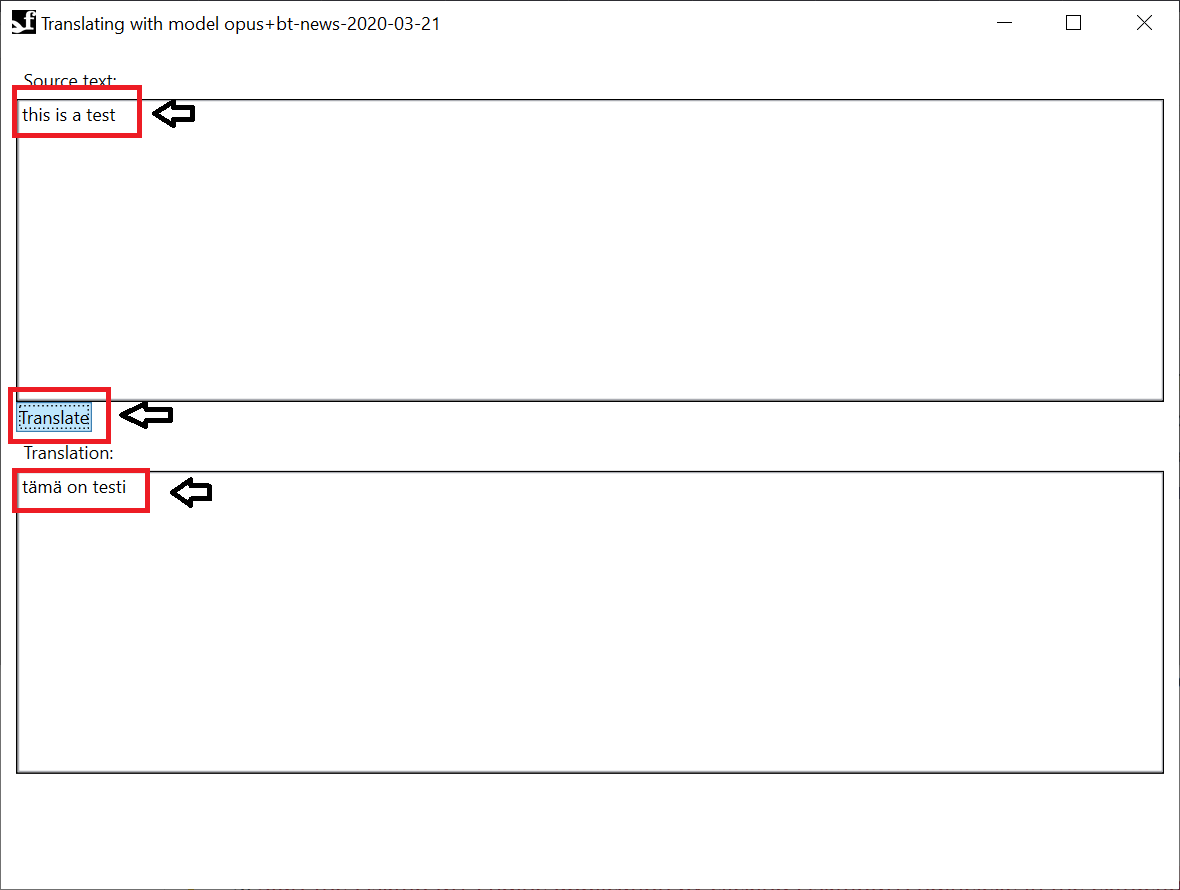 Translating with model opus+bt-news-2020-03-21
Source text:
this is a test
Translate
Translation:
tämä on testi